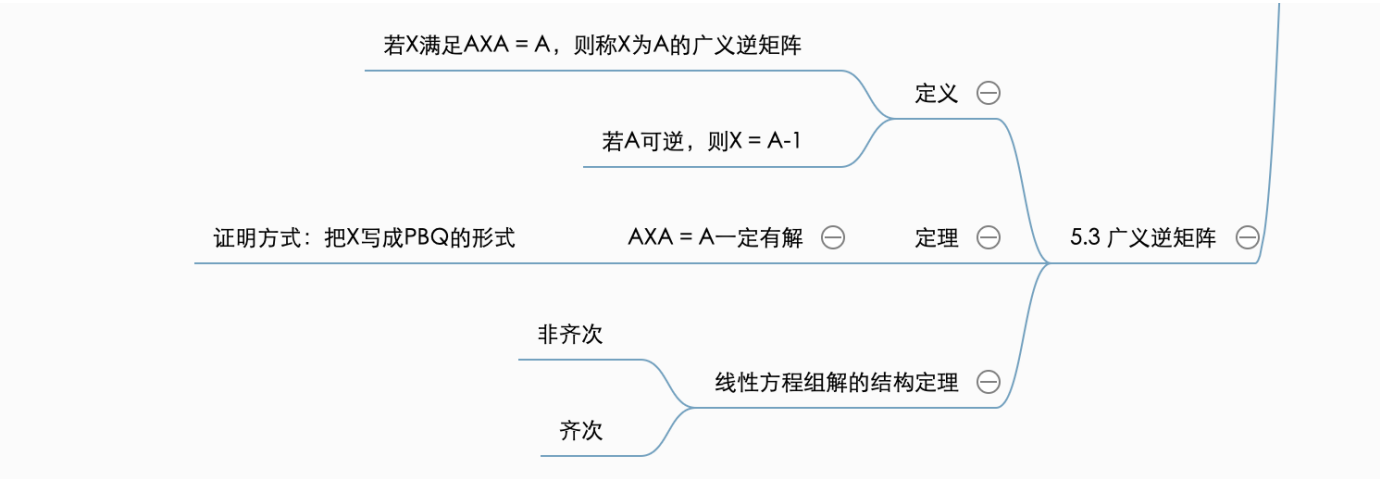 若X满足AXA = A，则称X为A的广义逆矩阵
定义
若A可逆，则X = A-1
证明方式：把X写成PBQ的形式
AXA = A一定有解
定理
5.3 广义逆矩阵
非齐次
线性方程组解的结构定理
齐次